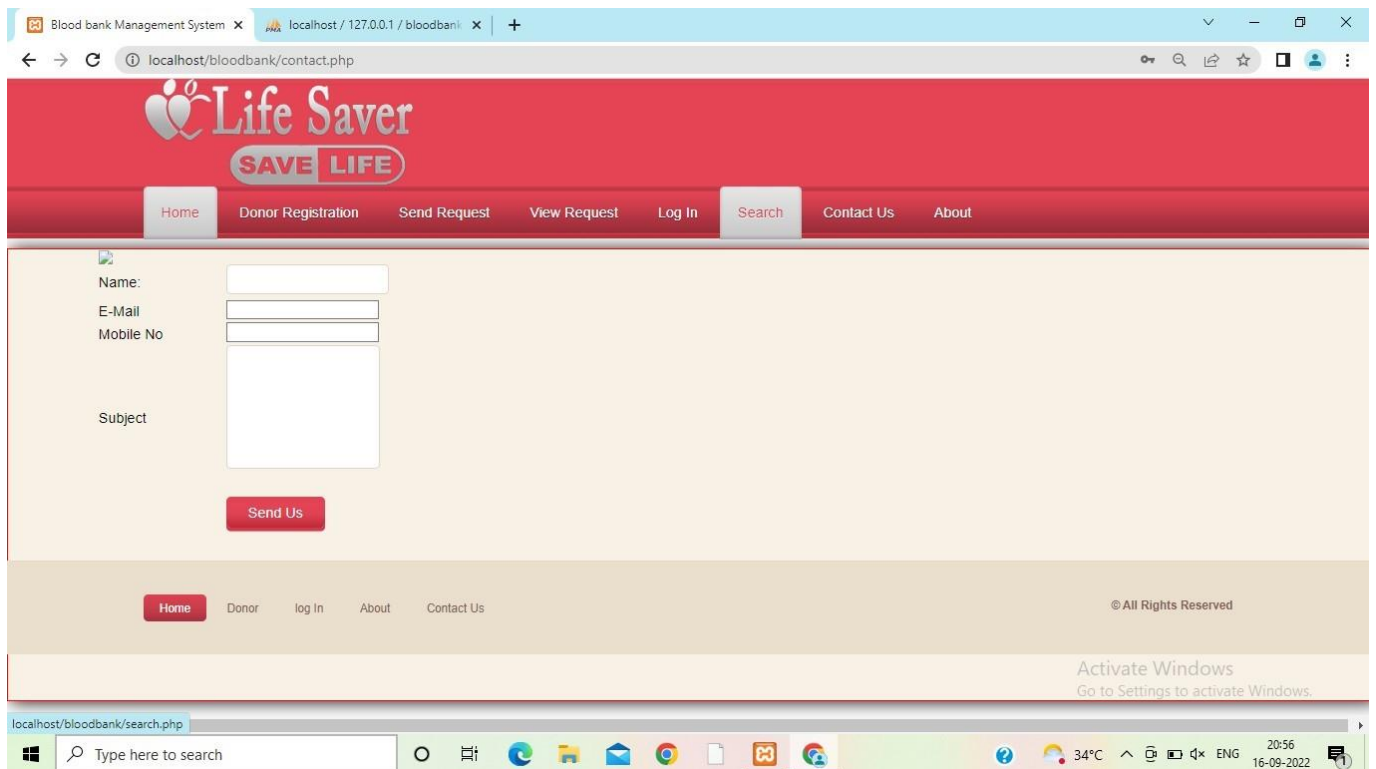 Blood bank Management System
localhost / 127.0.0.1 / bloodbank
localhost/bloodbank/contact.php
Life Saver
SAVE LIFE
Home Donor Registration Send Request View Request Log In Search Contact Us About
Name:
E-Mail
Mobile No
Subject
Send Us
Home Donor log In About Contact Us © All Rights Reserved
Activate Windows
Go to Settings to activate Windows.
localhost/bloodbank/search.php
Type here to search 34°C ENG 20:56
16-09-2022